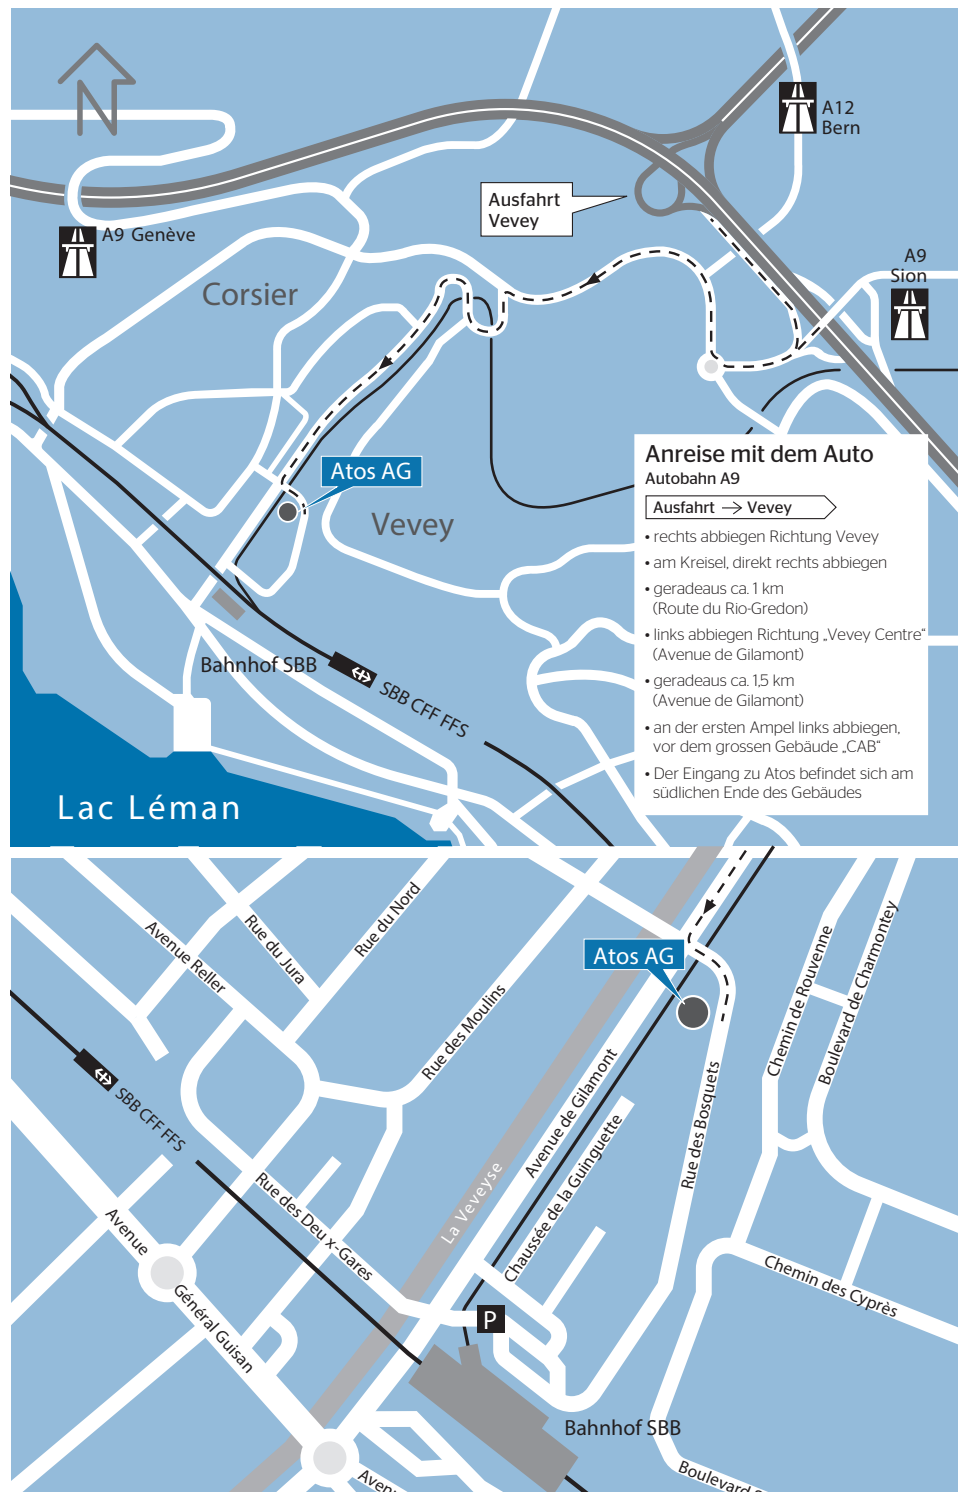 N
A12
Bern
Ausfahrt
Vevey
A9 Genève
A9
Sion
Corsier
Atos AG
Vevey
Anreise mit dem Auto
Autobahn A9
Ausfahrt → Vevey
• rechts abbiegen Richtung Vevey
• am Kreisel, direkt rechts abbiegen
• geradeaus ca. 1 km
(Route du Rio-Gredon)
• links abbiegen Richtung „Vevey Centre“
(Avenue de Gilamont)
• geradeaus ca. 1,5 km
(Avenue de Gilamont)
• an der ersten Ampel links abbiegen,
vor dem grossen Gebäude „CAB“
• Der Eingang zu Atos befindet sich am
südlichen Ende des Gebäudes
Bahnhof SBB
SBB CFF FFS
Lac Léman
Avenue Reller
Rue du Jura
Rue du Nord
Rue des Moulins
Atos AG
Chemin de Rouvenne
Boulevard de Charmontey
SBB CFF FFS
Avenue de Gilamont
Chaussée de la Guinguette
Rue des Bosquets
La Veveyse
Rue des Deu x-Gares
Avenue
Général Guisan
Chemin des Cyprès
P
Bahnhof SBB
Boulevard